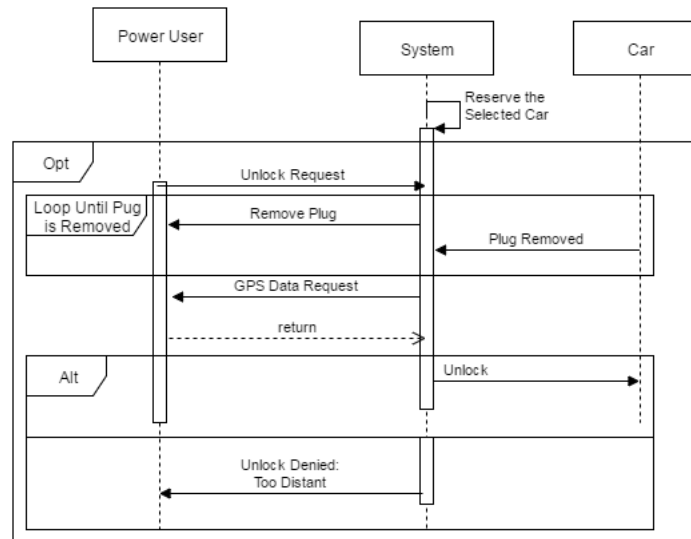 Power User
System
Car
Reserve the
Selected Car
Opt
Unlock Request
Loop Until Pug
is Removed
Remove Plug
Plug Removed
GPS Data Request
return
Alt
Unlock
Unlock Denied:
Too Distant